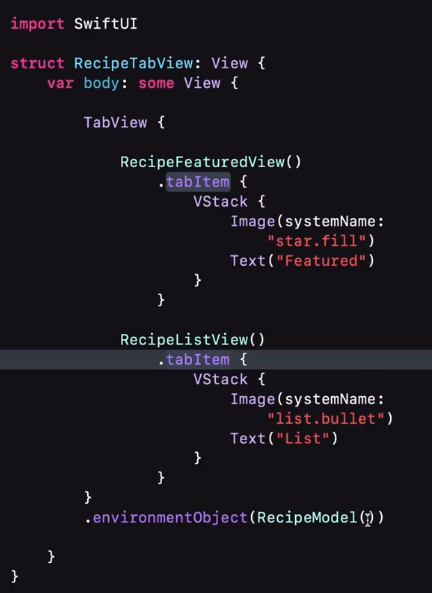 import SwiftUI
struct RecipeTabView: View {
var body: some View {
TabView {
RecipeFeaturedView()
.tabItem {
VStack {
Image(systemName:
"star.fill")
Text("Featured")
}
}
RecipeListView()
.tabItem {
VStack {
Image(systemName:
"list.bullet")
Text("List")
}
}
}
.environmentObject(RecipeModel())
}
}